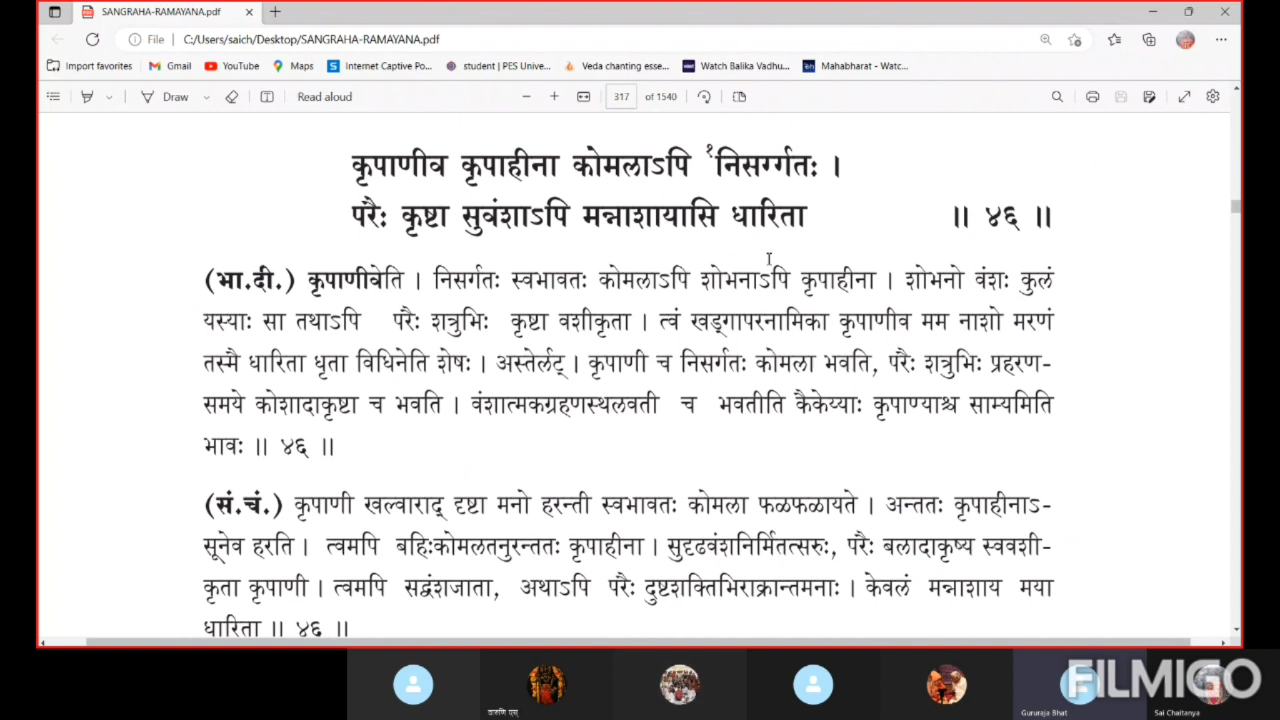 SANGRAHA-RAMAYANA.pdf
File C:/Users/saich/Desktop/SANGRAHA-RAMAYANA.pdf
Import favorites Gmail YouTube Maps Internet Captive Po... student | PES Unive... Veda chanting esse... Watch Balika Vadhu... Mahabharat - Watc...
Draw Read aloud 317 of 1540
कृपाणीव कृपाहीना कोमलाऽपि १निसर्ग्गतः ।
परैः कृष्टा सुवंशाऽपि मन्नाशायासि धारिता ॥ ४६ ॥
(भा.दी.) कृपाणीवेति । निसर्गतः स्वभावतः कोमलाऽपि शोभनाऽपि कृपाहीना । शोभनो वंशः कुलं
यस्याः सा तथाऽपि परैः शत्रुभिः कृष्टा वशीकृता । त्वं खड्गापरनामिका कृपाणीव मम नाशो मरणं
तस्मै धारिता धृता विधिनेति शेषः । अस्तेर्लट् । कृपाणी च निसर्गतः कोमला भवति, परैः शत्रुभिः प्रहरण-
समये कोशादाकृष्टा च भवति । वंशात्मकग्रहणस्थलवती च भवतीति कैकेय्याः कृपाण्याश्च साम्यमिति
भावः ॥ ४६ ॥
(सं.चं.) कृपाणी खल्वाराद् दृष्टा मनो हरन्ती स्वभावतः कोमला फळफळायते । अन्ततः कृपाहीनाऽ-
सूनेव हरति । त्वमपि बहिःकोमलतनुरन्ततः कृपाहीना । सुदृढवंशनिर्मितत्सरुः, परैः बलादाकृष्य स्ववशी-
कृता कृपाणी । त्वमपि सद्वंशजाता, अथाऽपि परैः दुष्टशक्तिभिराक्रान्तमनाः । केवलं मन्नाशाय मया
धारिता ॥ ४६ ॥
FILMIGO
Gururaja Bhat Sai Chaitanya